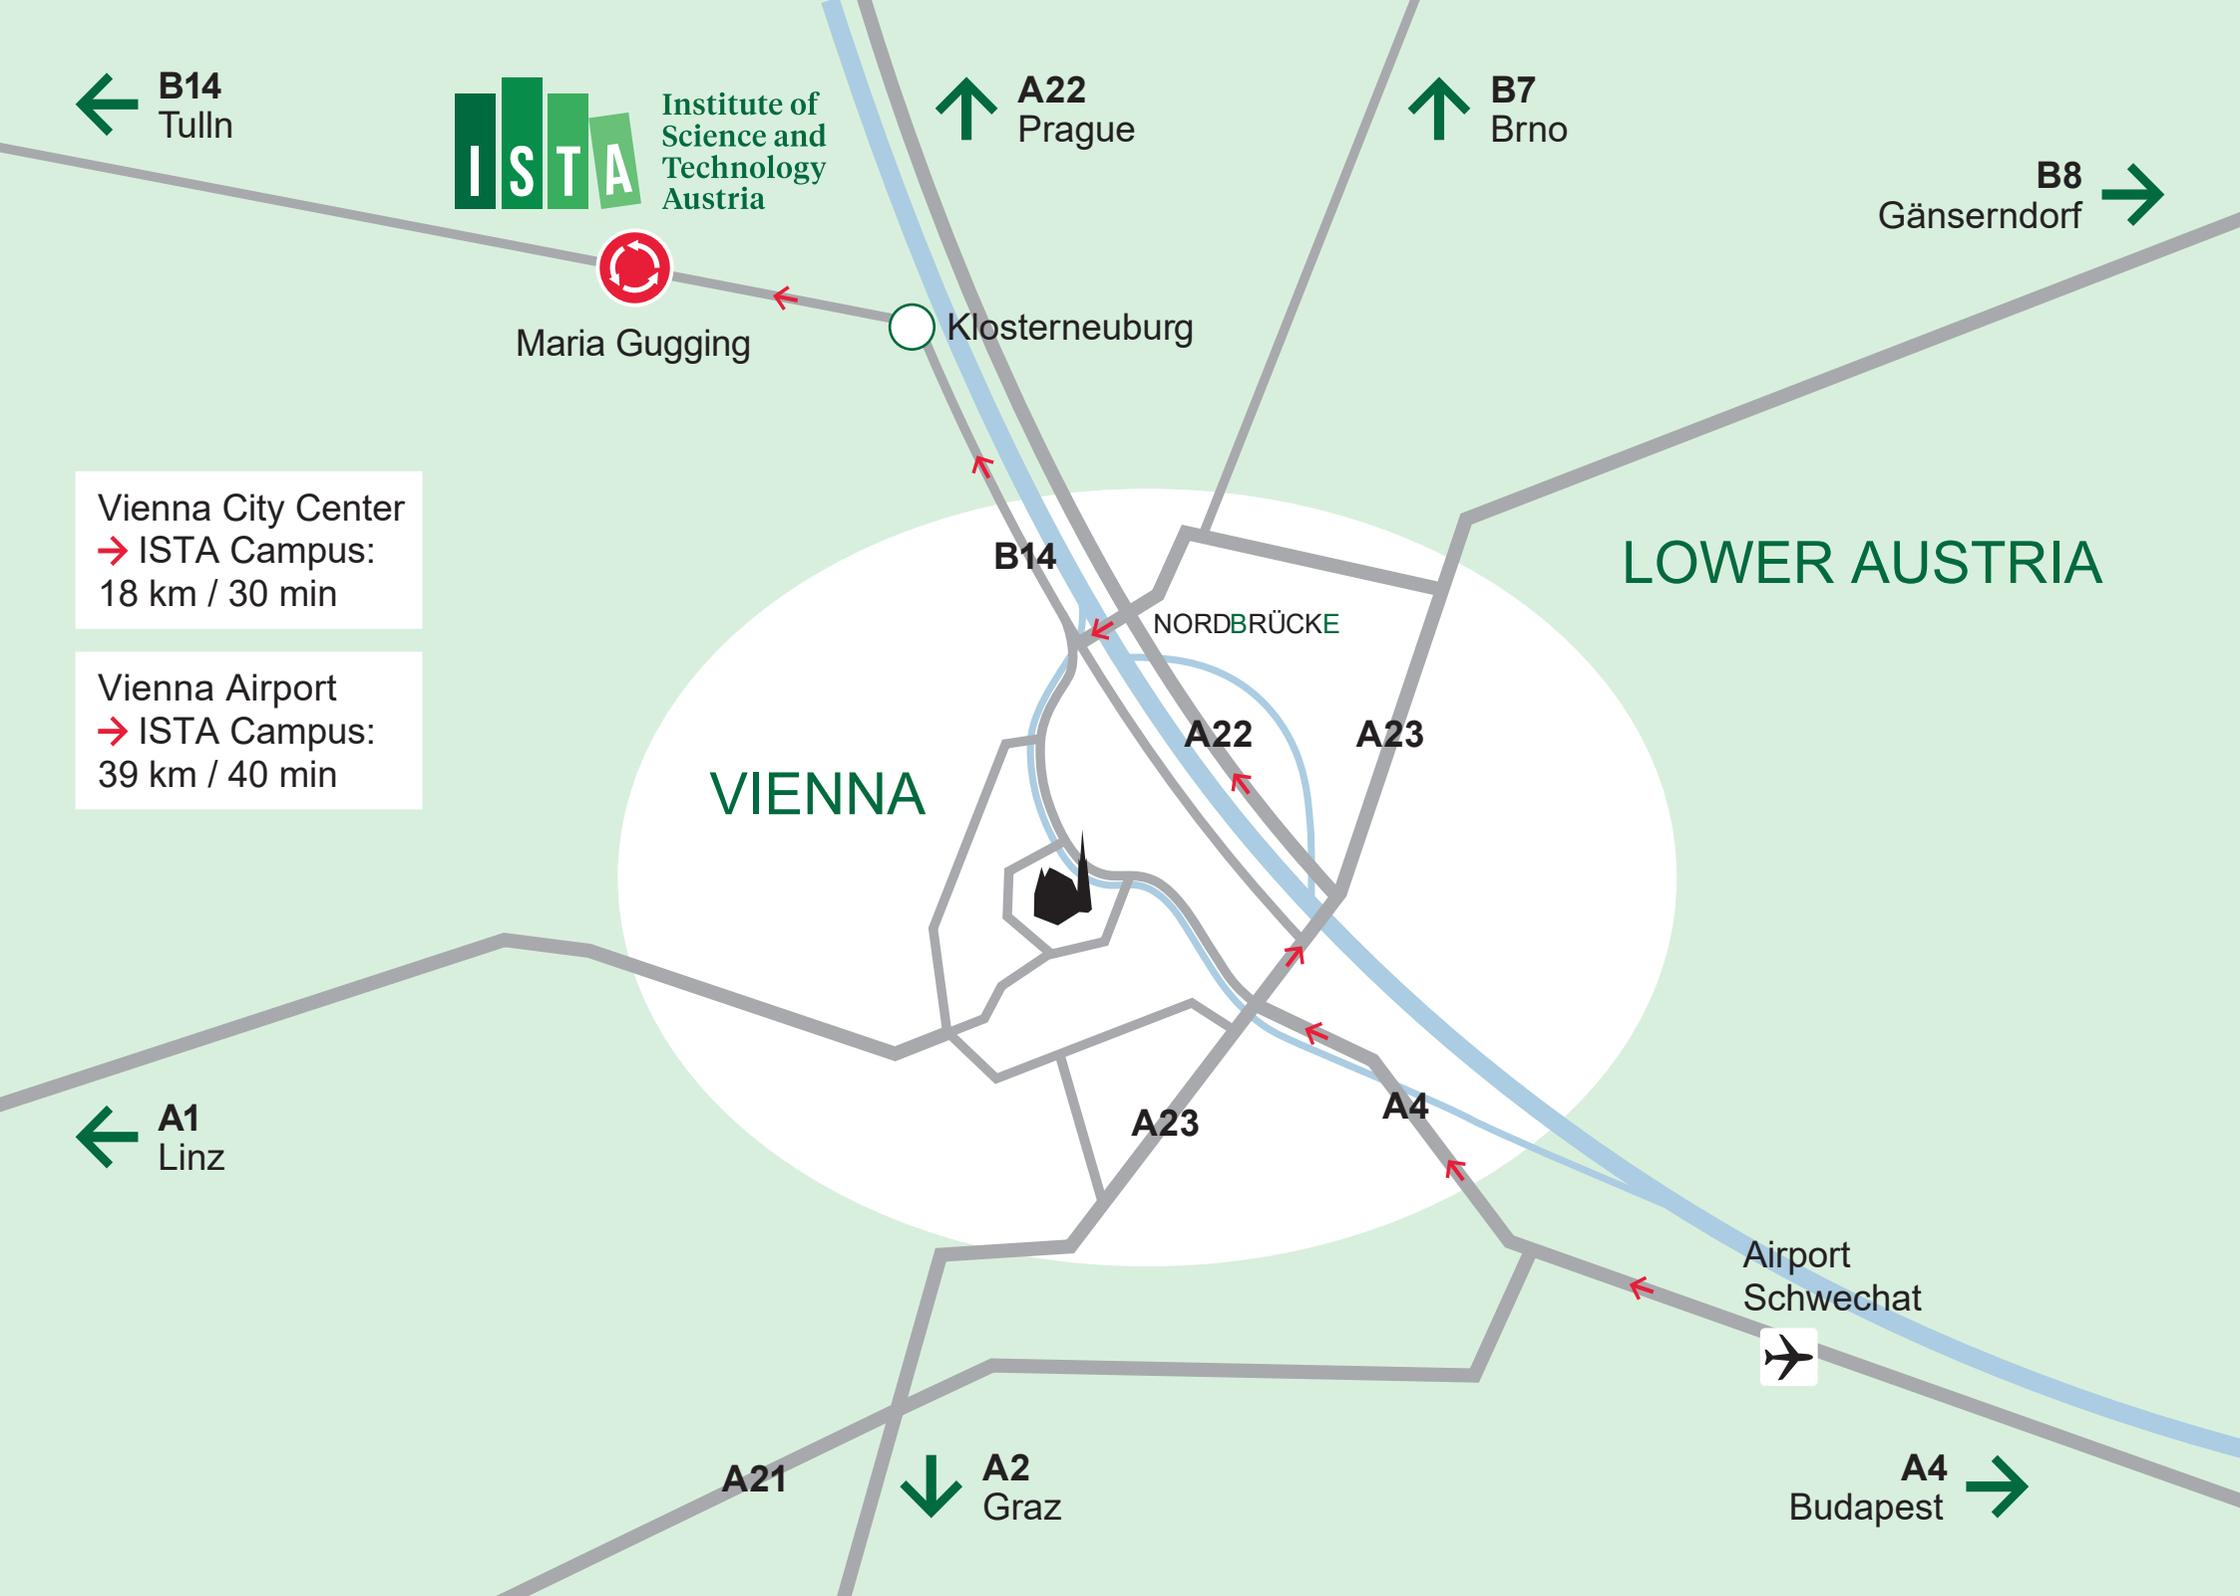 B14
Tulln
ISTA
Institute of
Science and
Technology
Austria
A22
Prague
B7
Brno
B8
Gänserndorf
Maria Gugging
Klosterneuburg
Vienna City Center
→ ISTA Campus:
18 km / 30 min
Vienna Airport
→ ISTA Campus:
39 km / 40 min
B14
LOWER AUSTRIA
NORDBRÜCKE
A22
A23
VIENNA
A23
A4
A1
Linz
Airport
Schwechat
A21
A2
Graz
A4
Budapest